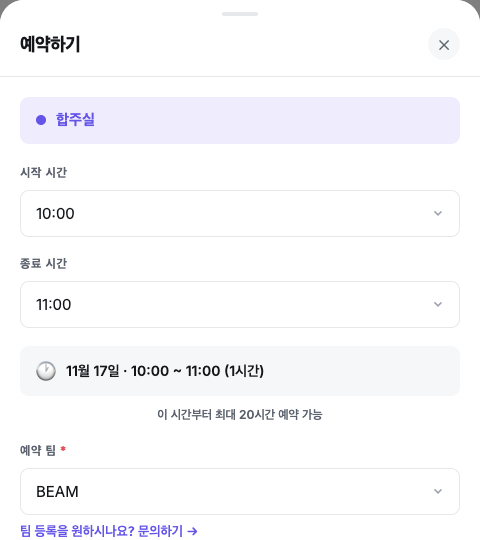 예약하기
합주실
시작 시간
10:00
종료 시간
11:00
11월 17일 · 10:00 ~ 11:00 (1시간)
이 시간부터 최대 20시간 예약 가능
예약 팀 *
BEAM
팀 등록을 원하시나요? 문의하기 →